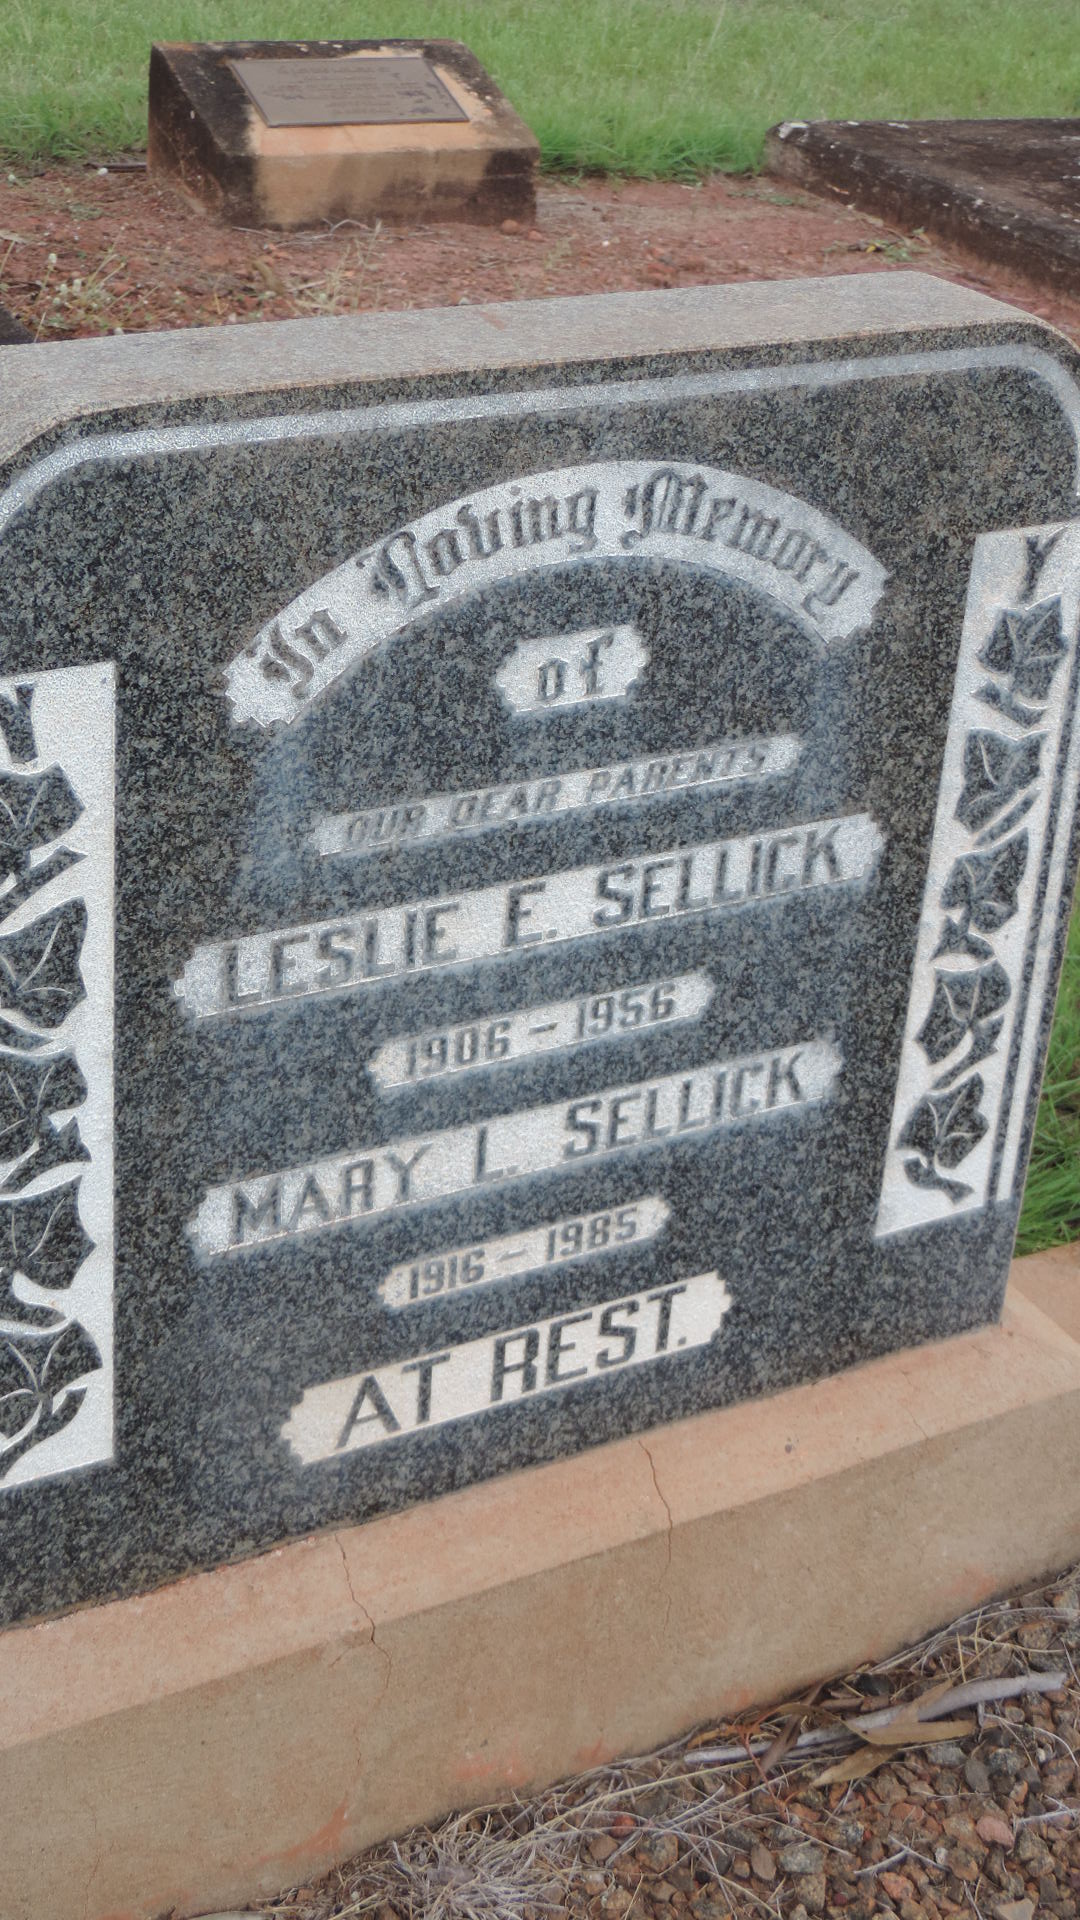 In Loving Memory
of
OUR DEAR PARENTS
LESLIE E. SELLICK
1906 - 1956
MARY L. SELLICK
1916 - 1985
AT REST.